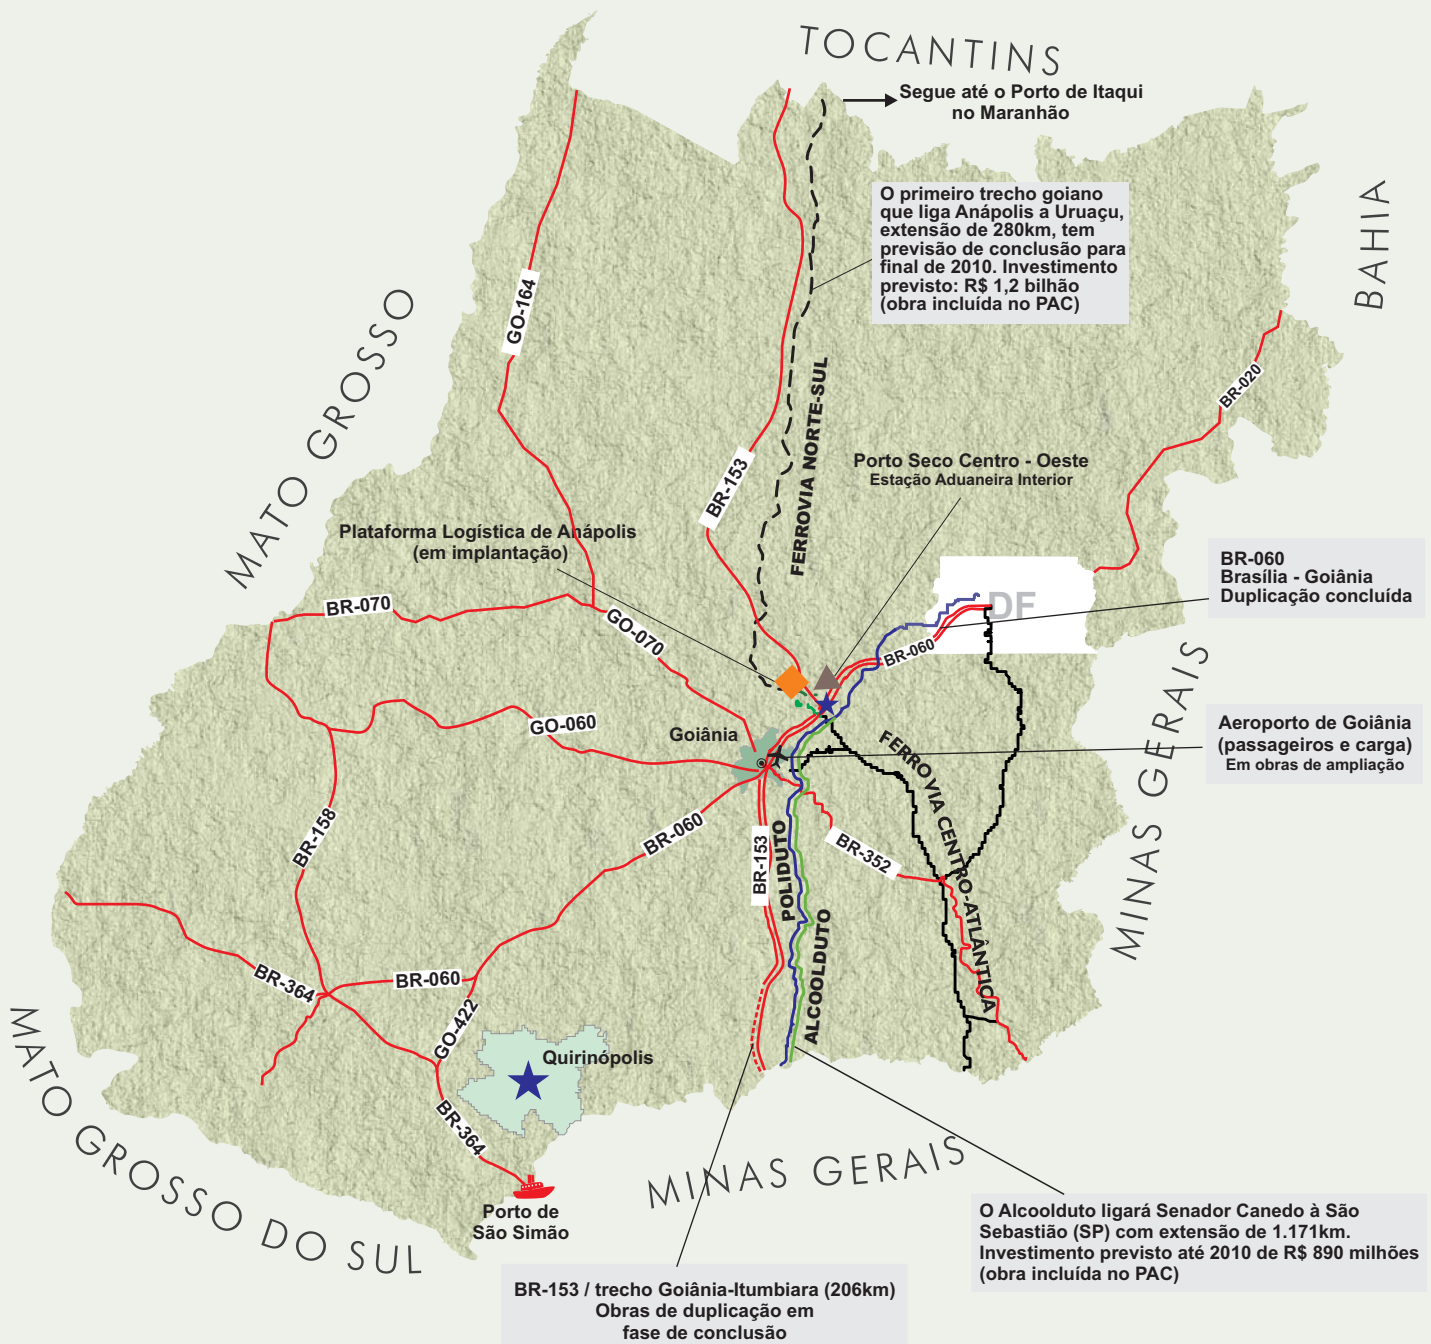 TOCANTINS
Segue até o Porto de Itaqui
no Maranhão
O primeiro trecho goiano
que liga Anápolis a Uruaçu,
extensão de 280km, tem
previsão de conclusão para
final de 2010. Investimento
previsto: R$ 1,2 bilhão
(obra incluída no PAC)
BAHIA
GO-164
MATO GROSSO
FERROVIA NORTE-SUL
BR-020
BR-153
Porto Seco Centro - Oeste
Estação Aduaneira Interior
Plataforma Logística de Anápolis
(em implantação)
BR-060
Brasília - Goiânia
Duplicação concluída
DF
BR-070
GO-070
BR-060
MINAS GERAIS
GO-060
Goiânia
Aeroporto de Goiânia
(passageiros e carga)
Em obras de ampliação
FERROVIA CENTRO-ATLÂNTICA
BR-158
BR-060
BR-153
POLIDUTO
BR-352
ALCOOLDUTO
BR-364
BR-060
GO-422
Quirinópolis
BR-364
MATO GROSSO DO SUL
MINAS GERAIS
Porto de
São Simão
O Alcoolduto ligará Senador Canedo à São
Sebastião (SP) com extensão de 1.171km.
Investimento previsto até 2010 de R$ 890 milhões
(obra incluída no PAC)
BR-153 / trecho Goiânia-Itumbiara (206km)
Obras de duplicação em
fase de conclusão